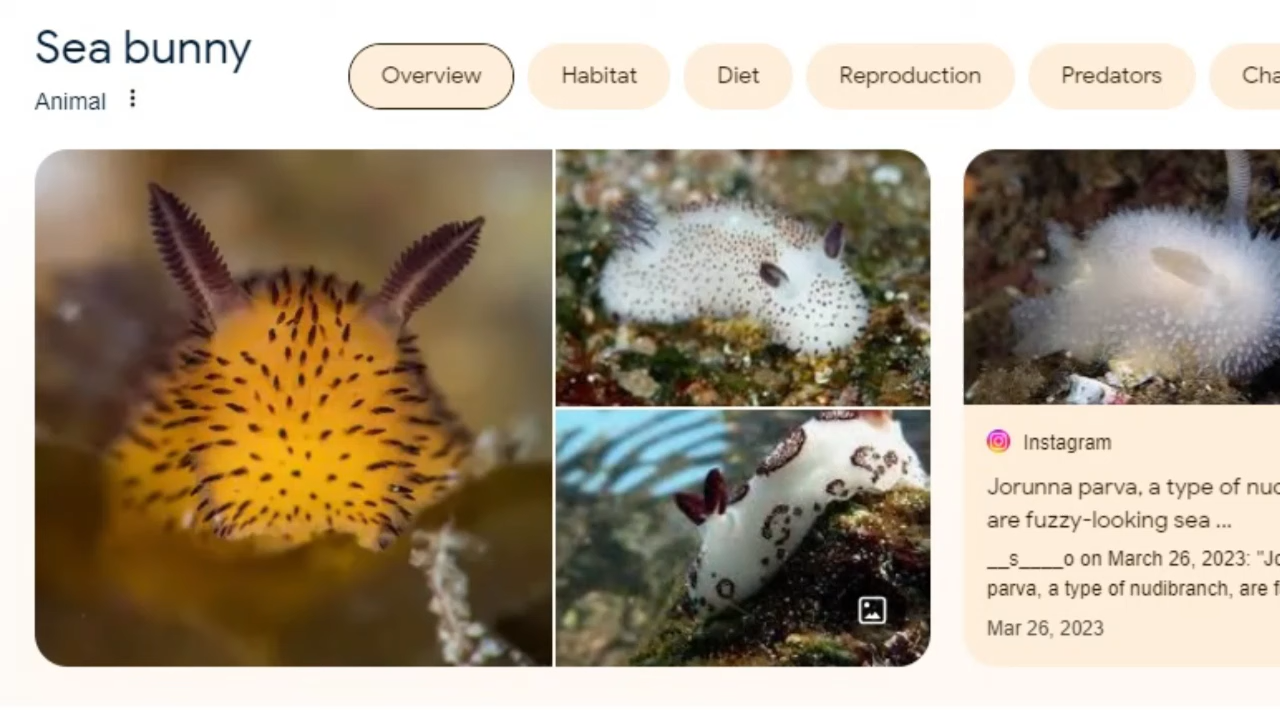 Sea bunny
Animal
Overview
Habitat
Diet
Reproduction
Predators
Instagram
Jorunna parva, a type of
are fuzzy-looking sea ...
__s____o on March 26, 2023:
parva, a type of nudibranch, are
Mar 26, 2023